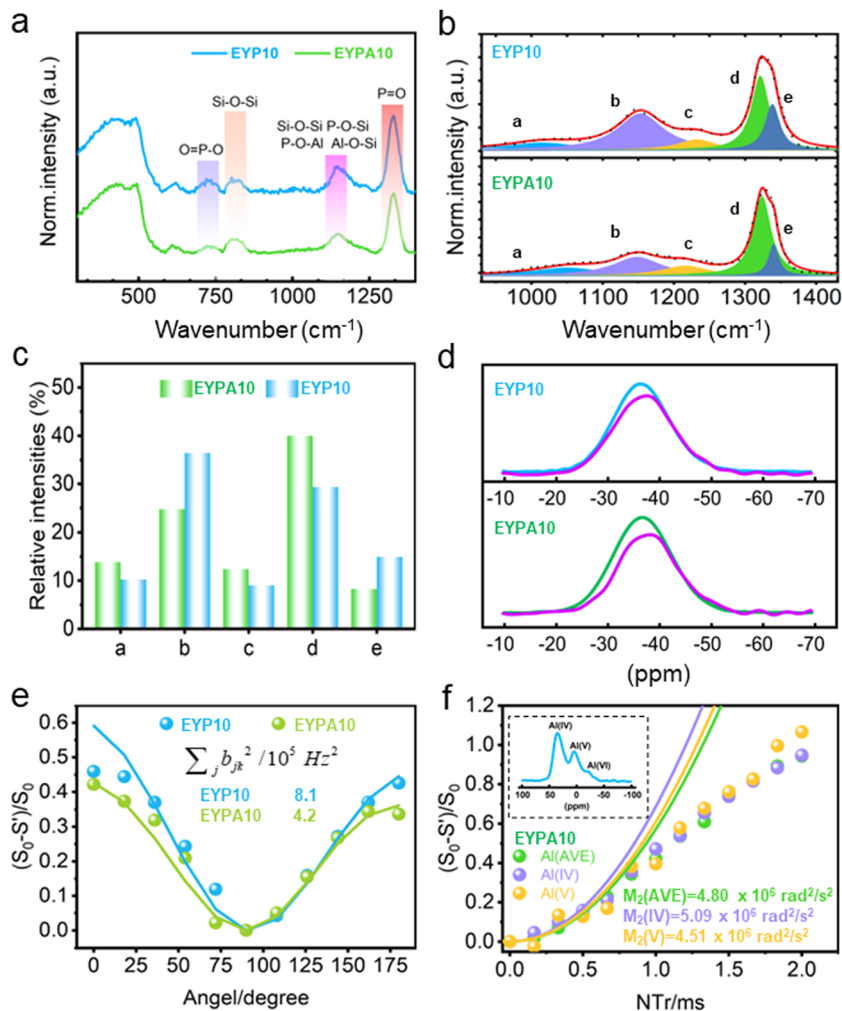 a
EYP10 EYPA10
P=O
Si-O-Si
Si-O-Si P-O-Si
O=P-O P-O-Al Al-O-Si
Norm.intensity (a.u.)
500 750 1000 1250
Wavenumber (cm-1)
b
EYP10
a b c d e
EYPA10
a b c d e
Norm.intensity (a.u.)
1000 1100 1200 1300 1400
Wavenumber (cm-1)
c
EYPA10 EYP10
Relative intensities (%)
50
40
30
20
10
0
a b c d e
d
EYP10
-10 -20 -30 -40 -50 -60 -70
EYPA10
-10 -20 -30 -40 -50 -60 -70
(ppm)
e
EYP10 EYPA10
∑j bjk2 /105 Hz2
EYP10 8.1
EYPA10 4.2
(S0-S')/S0
0.6
0.5
0.4
0.3
0.2
0.1
0.0
0 25 50 75 100 125 150 175
Angel/degree
f
Al(IV)
Al(V)
Al(VI)
100 50 0 -50 -100
(ppm)
EYPA10
Al(AVE)
Al(IV)
Al(V)
M2(AVE)=4.80 x 106 rad2/s2
M2(IV)=5.09 x 106 rad2/s2
M2(V)=4.51 x 106 rad2/s2
(S0-S')/S0
1.2
1.0
0.8
0.6
0.4
0.2
0.0
0.0 0.5 1.0 1.5 2.0
NTr/ms